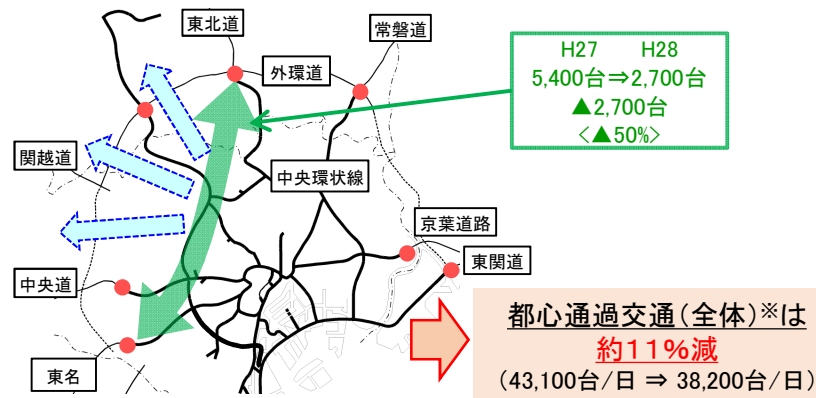 東北道
常磐道
外環道
H27 H28
5,400台⇒2,700台
▲2,700台
<▲50%>
関越道
中央環状線
京葉道路
東関道
中央道
東名
都心通過交通(全体)※は
約11%減
(43,100台/日 ⇒ 38,200台/日)